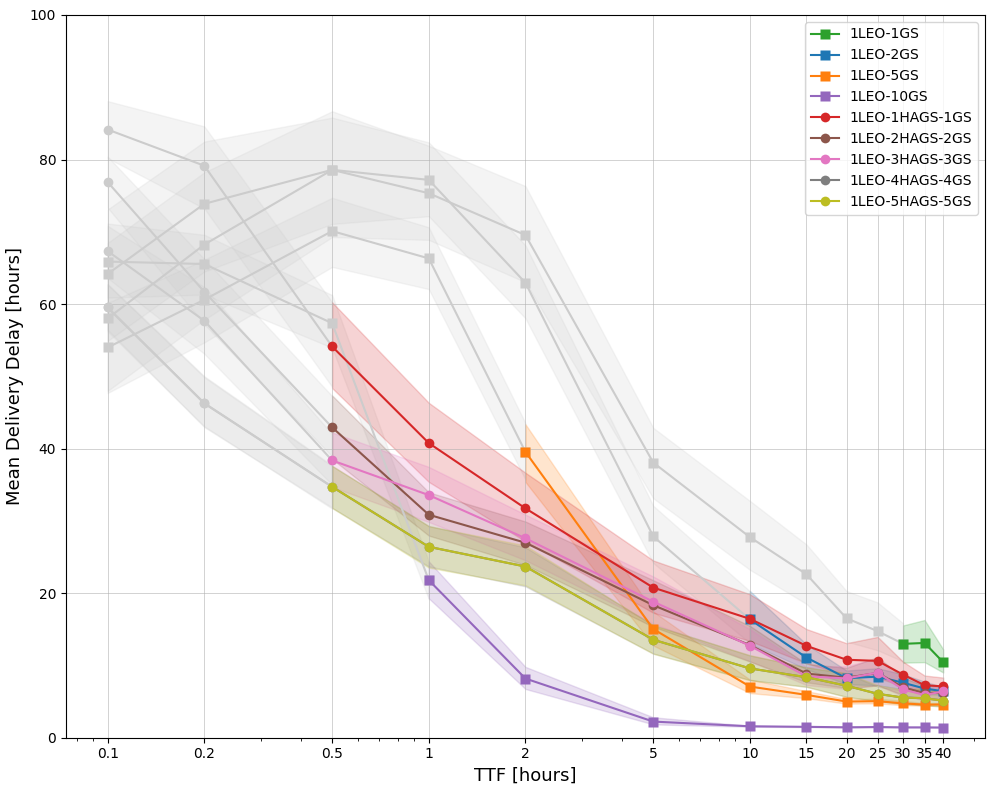 100
80
60
40
20
0
Mean Delivery Delay [hours]
1LEO-1GS
1LEO-2GS
1LEO-5GS
1LEO-10GS
1LEO-1HAGS-1GS
1LEO-2HAGS-2GS
1LEO-3HAGS-3GS
1LEO-4HAGS-4GS
1LEO-5HAGS-5GS
0.1 0.2 0.5 1 2 5 10 15 20 25 30 35 40
TTF [hours]